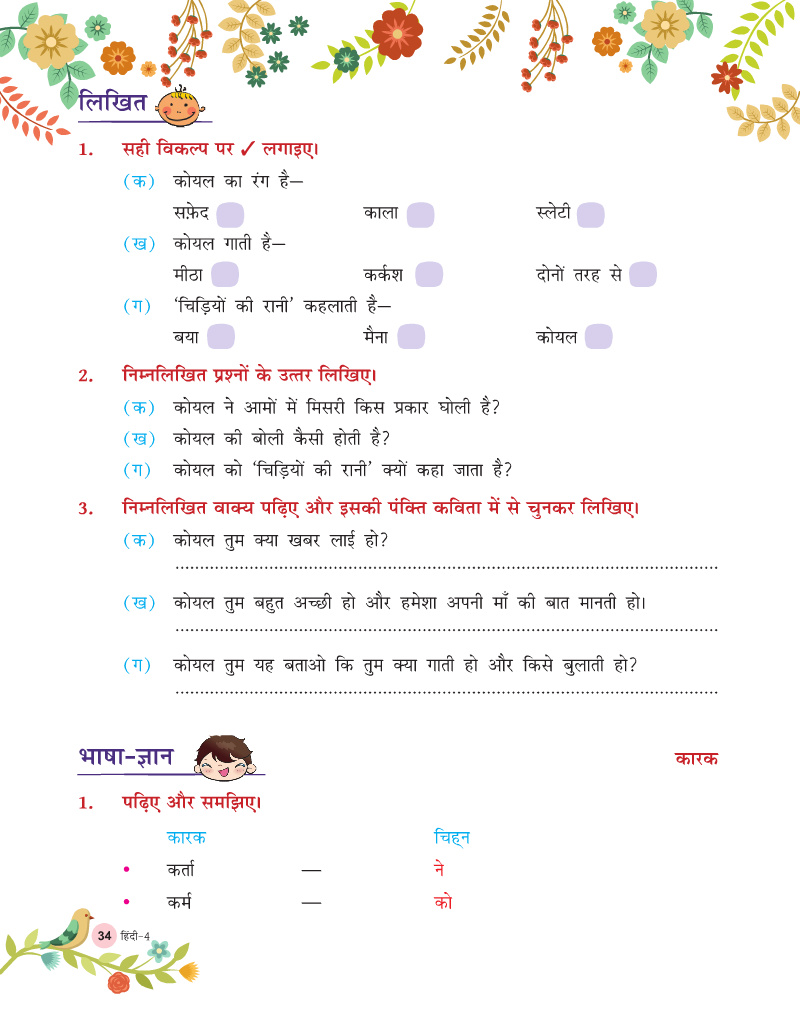 लिखित
1. सही विकल्प पर ✓ लगाइए।
(क) कोयल का रंग है—
सफ़ेद काला स्लेटी
(ख) कोयल गाती है—
मीठा कर्कश दोनों तरह से
(ग) ‘चिड़ियों की रानी’ कहलाती है—
बया मैना कोयल
2. निम्नलिखित प्रश्नों के उत्तर लिखिए।
(क) कोयल ने आमों में मिसरी किस प्रकार घोली है?
(ख) कोयल की बोली कैसी होती है?
(ग) कोयल को ‘चिड़ियों की रानी’ क्यों कहा जाता है?
3. निम्नलिखित वाक्य पढ़िए और इसकी पंक्ति कविता में से चुनकर लिखिए।
(क) कोयल तुम क्या खबर लाई हो?
(ख) कोयल तुम बहुत अच्छी हो और हमेशा अपनी माँ की बात मानती हो।
(ग) कोयल तुम यह बताओ कि तुम क्या गाती हो और किसे बुलाती हो?
भाषा-ज्ञान कारक
1. पढ़िए और समझिए।
कारक चिह्‌न
• कर्ता — ने
• कर्म — को
34 हिंदी-4